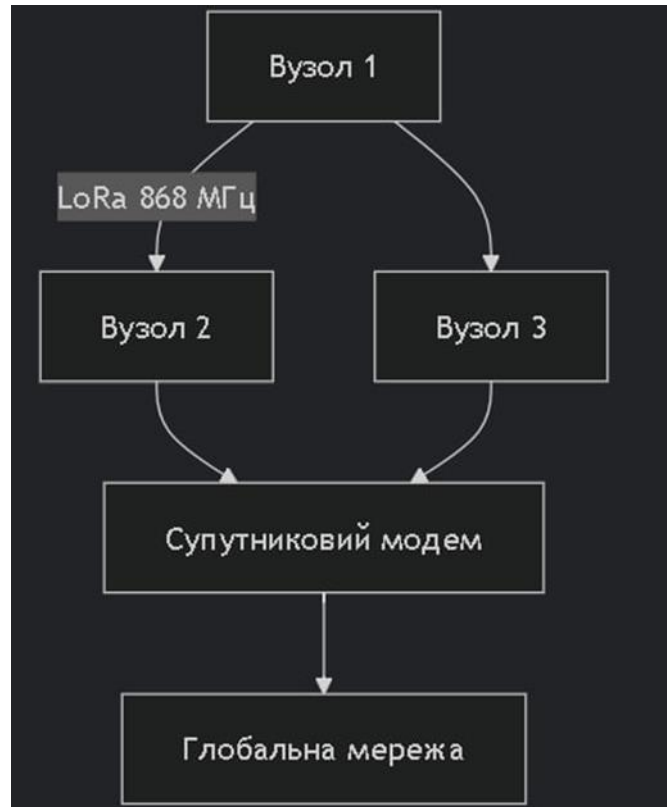 Вузол 1
LoRa 868 МГц
Вузол 2
Вузол 3
Супутниковий модем
Глобальна мережа